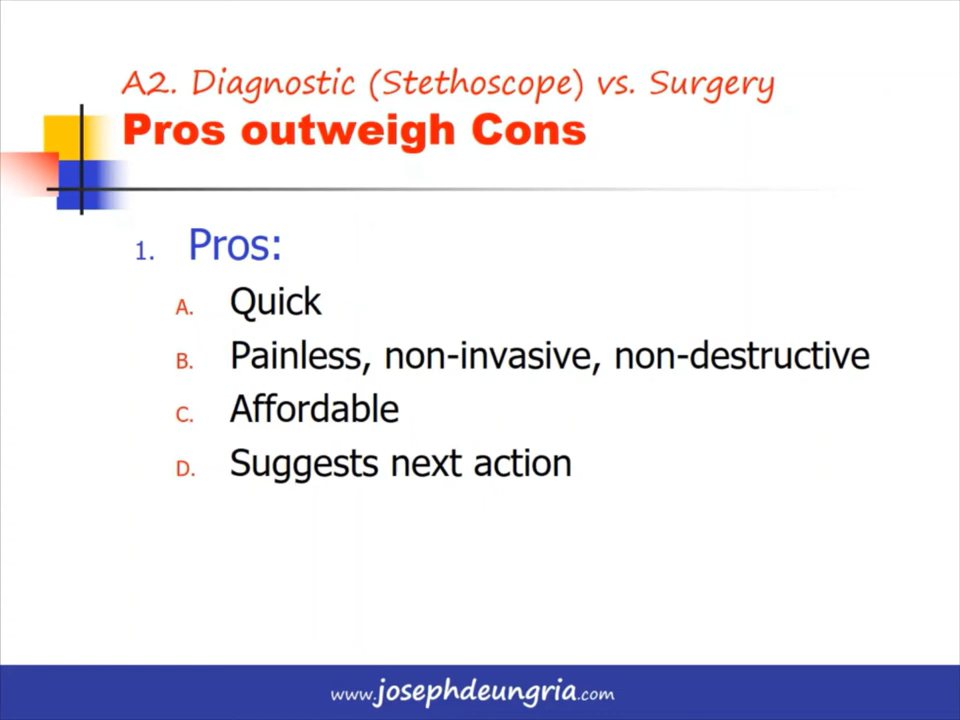 A2. Diagnostic (Stethoscope) vs. Surgery
Pros outweigh Cons
1. Pros:
A. Quick
B. Painless, non-invasive, non-destructive
C. Affordable
D. Suggests next action
www.josephdeungria.com